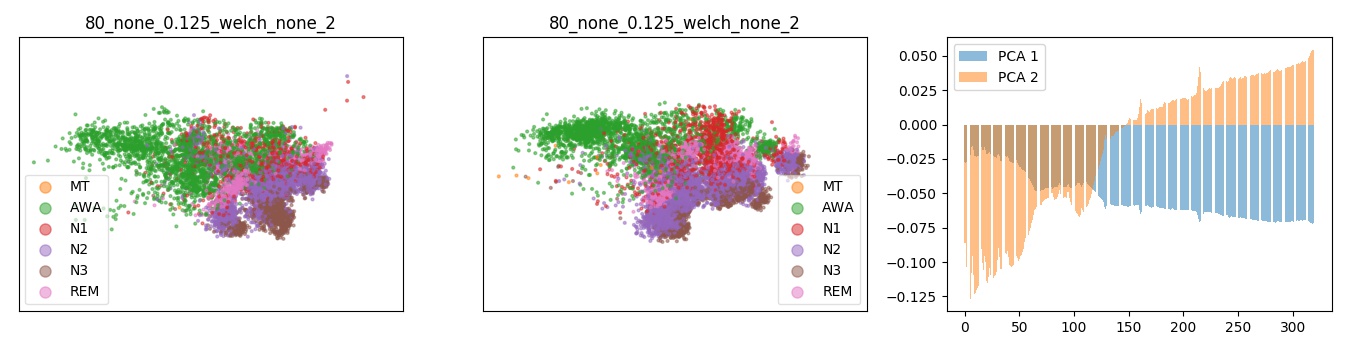 80_none_0.125_welch_none_2
MT
AWA
N1
N2
N3
REM
80_none_0.125_welch_none_2
MT
AWA
N1
N2
N3
REM
PCA 1
PCA 2
0.050
0.025
0.000
−0.025
−0.050
−0.075
−0.100
−0.125
0 50 100 150 200 250 300